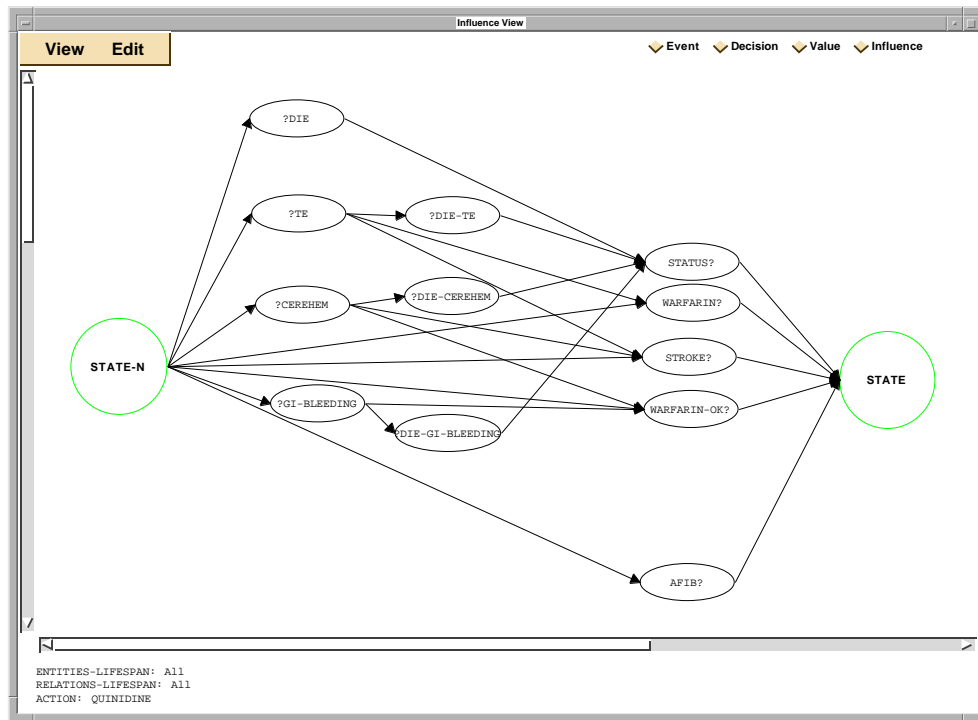 Influence View
View Edit Event Decision Value Influence
?DIE
?TE
?DIE-TE
STATUS?
?CEREHEM
?DIE-CEREHEM
WARFARIN?
STROKE?
STATE-N
STATE
?GI-BLEEDING
WARFARIN-OK?
?DIE-GI-BLEEDING
AFIB?
ENTITIES-LIFESPAN: All
RELATIONS-LIFESPAN: All
ACTION: QUINIDINE